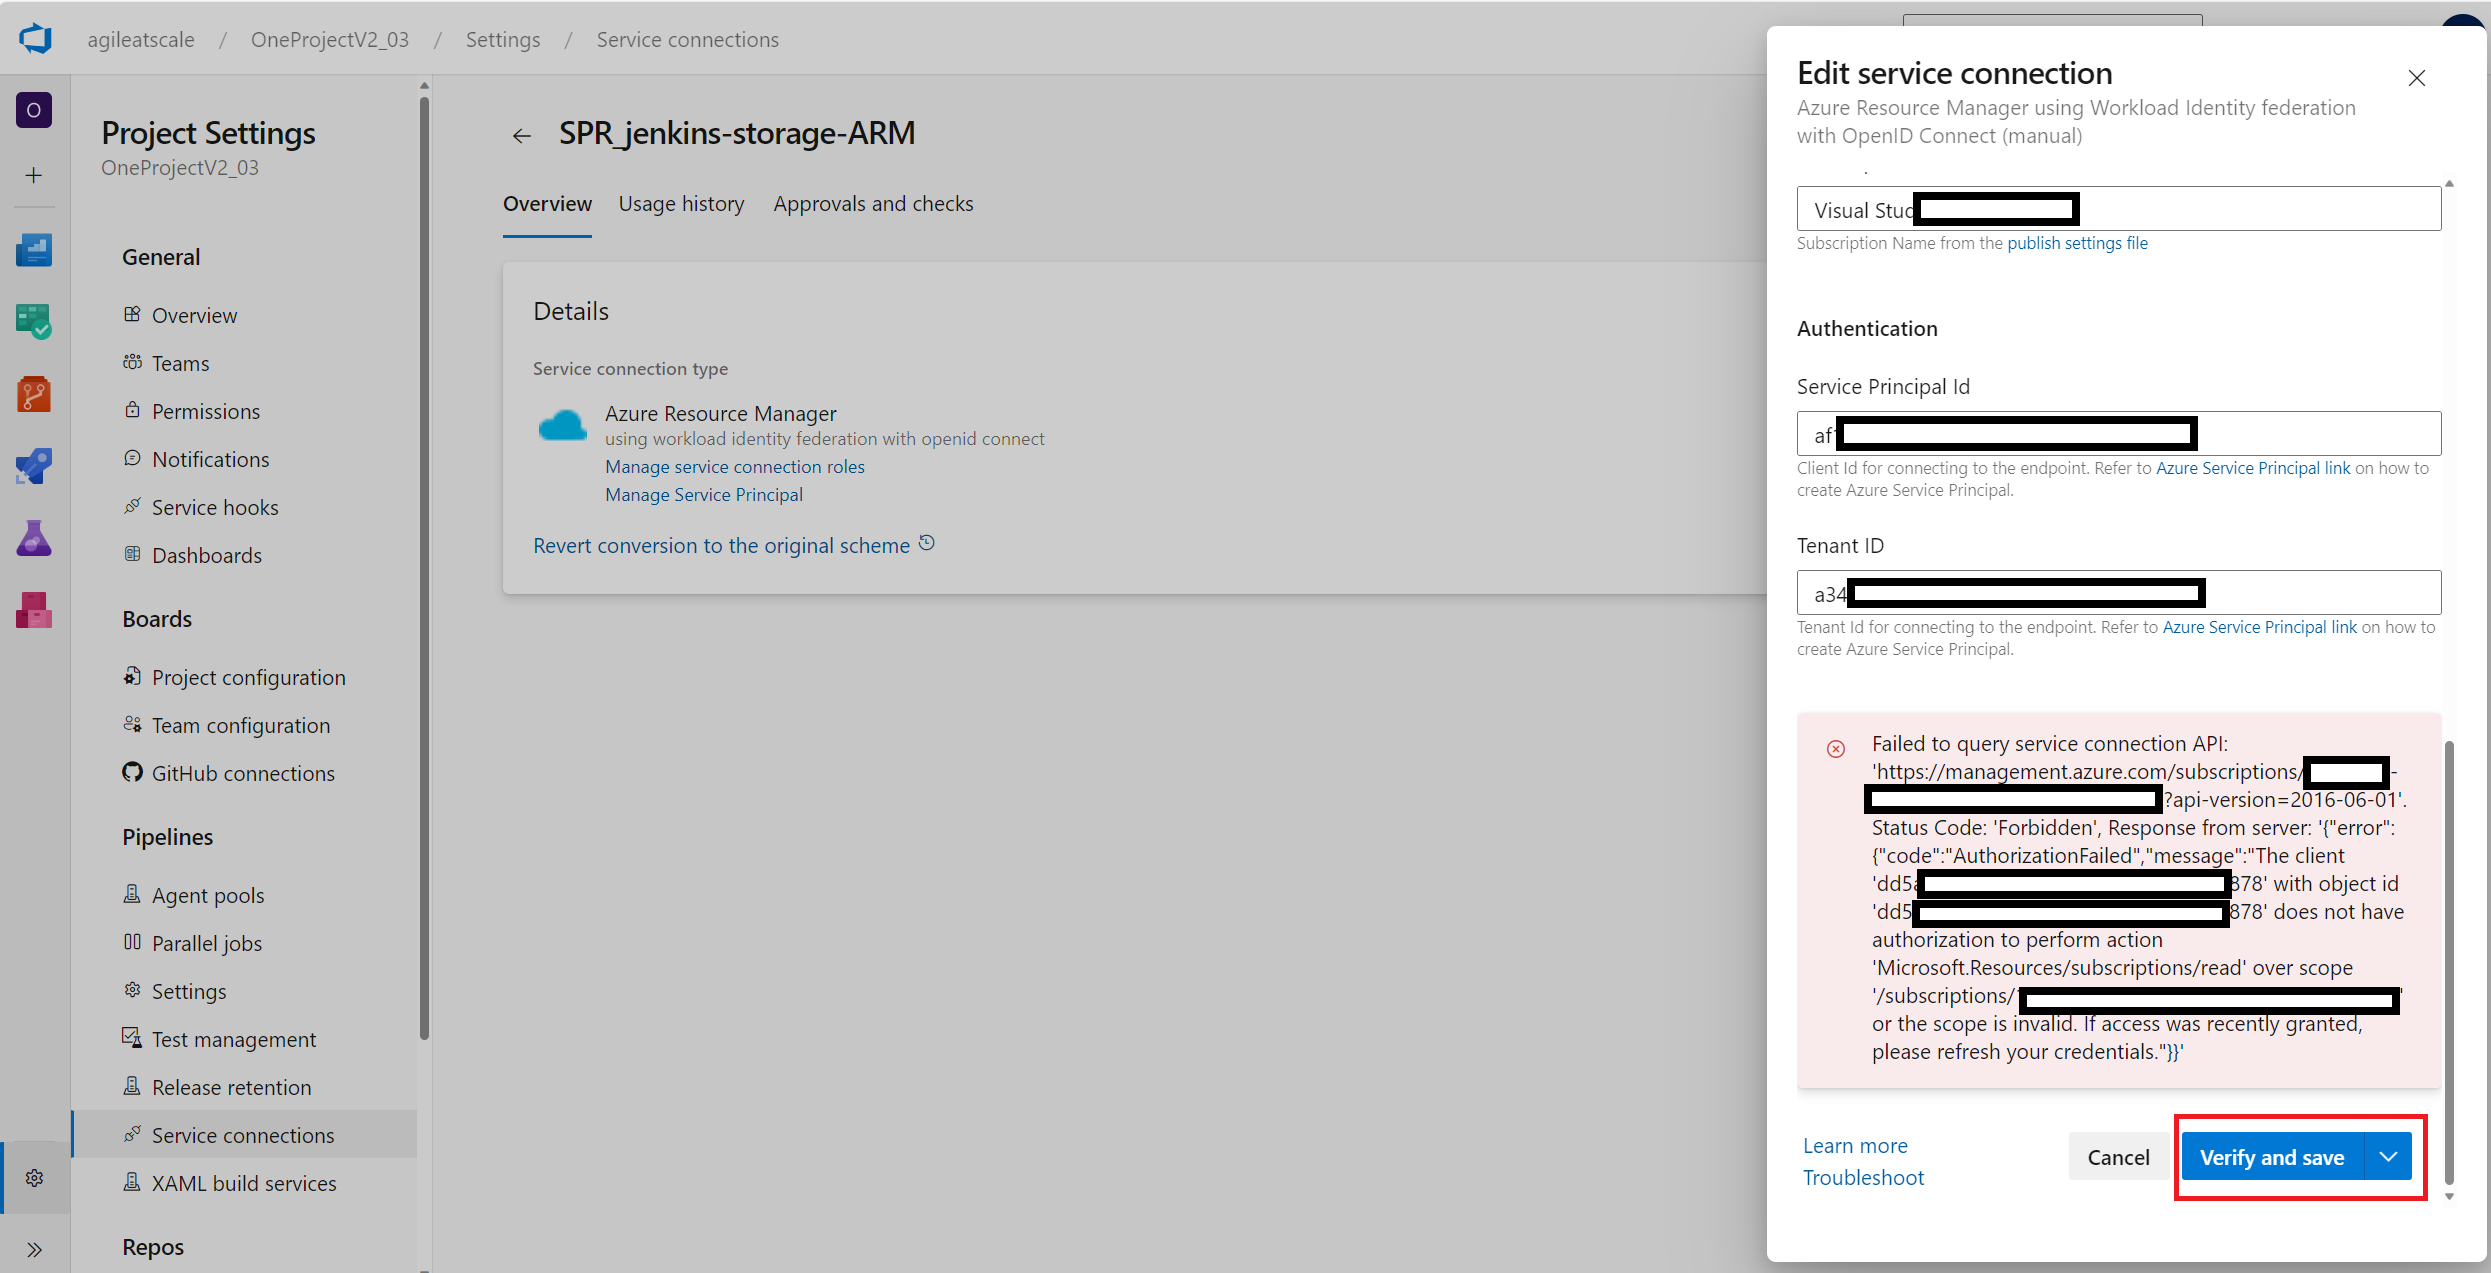 agileatscale / OneProjectV2_03 / Settings / Service connections
O
Project Settings
OneProjectV2_03
General
Overview
Teams
Permissions
Notifications
Service hooks
Dashboards
Boards
Project configuration
Team configuration
GitHub connections
Pipelines
Agent pools
Parallel jobs
Settings
Test management
Release retention
Service connections
XAML build services
Repos
SPR_jenkins-storage-ARM
Overview Usage history Approvals and checks
Details
Service connection type
Azure Resource Manager
using workload identity federation with openid connect
Manage service connection roles
Manage Service Principal
Revert conversion to the original scheme
Edit service connection
Azure Resource Manager using Workload Identity federation
with OpenID Connect (manual)
Visual Stud
Subscription Name from the publish settings file
Authentication
Service Principal Id
af
Client Id for connecting to the endpoint. Refer to Azure Service Principal link on how to
create Azure Service Principal.
Tenant ID
a34
Tenant Id for connecting to the endpoint. Refer to Azure Service Principal link on how to
create Azure Service Principal.
Failed to query service connection API:
'https://management.azure.com/subscriptions/ -
?api-version=2016-06-01'.
Status Code: 'Forbidden', Response from server: '{"error":
{"code":"AuthorizationFailed","message":"The client
'dd5a 878' with object id
'dd5 878' does not have
authorization to perform action
'Microsoft.Resources/subscriptions/read' over scope
'/subscriptions/ '
or the scope is invalid. If access was recently granted,
please refresh your credentials."}}'
Learn more
Troubleshoot
Cancel
Verify and save